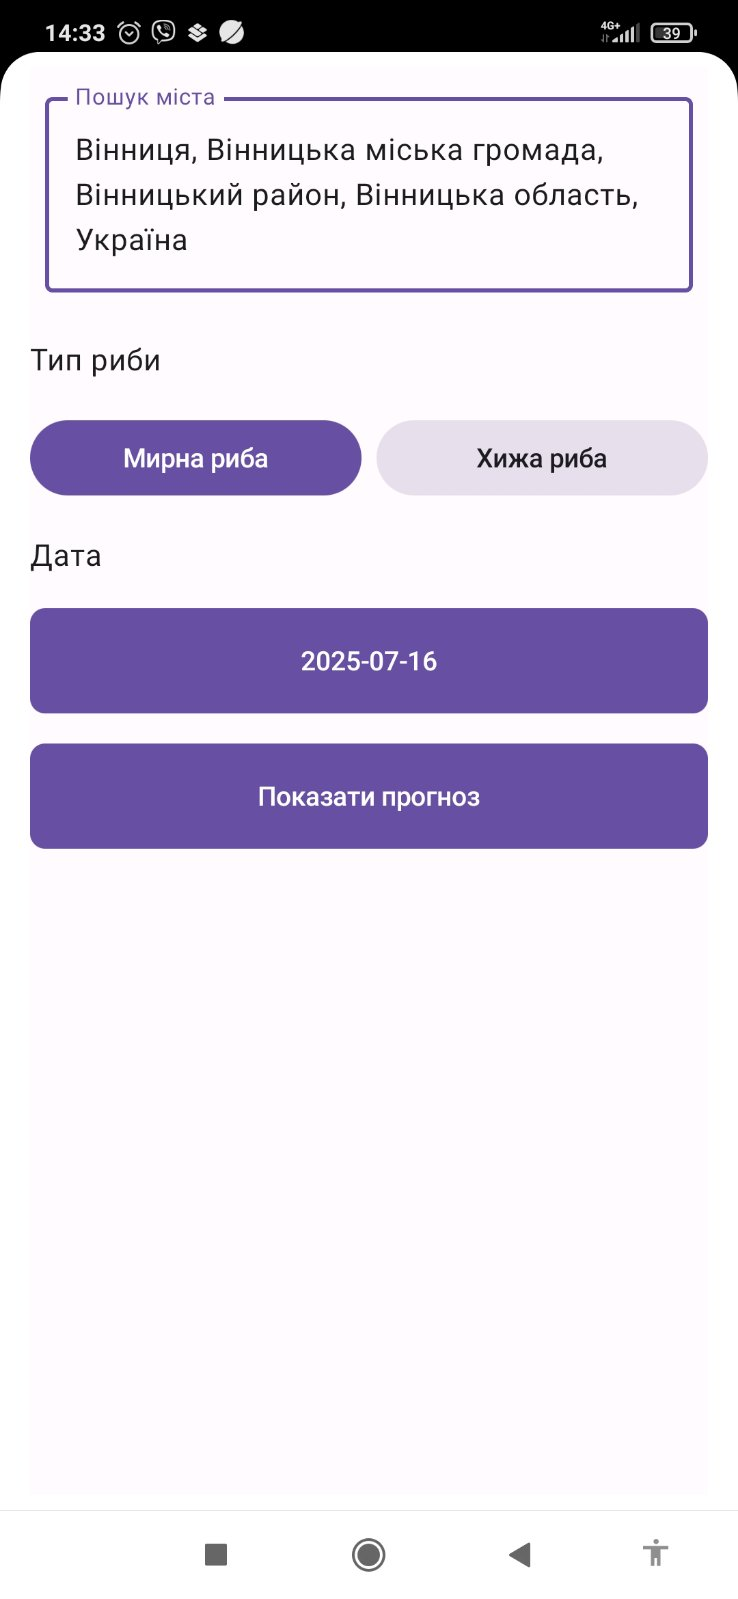 14:33
4G+
39
Пошук міста
Вінниця, Вінницька міська громада,
Вінницький район, Вінницька область,
Україна
Тип риби
Мирна риба
Хижа риба
Дата
2025-07-16
Показати прогноз